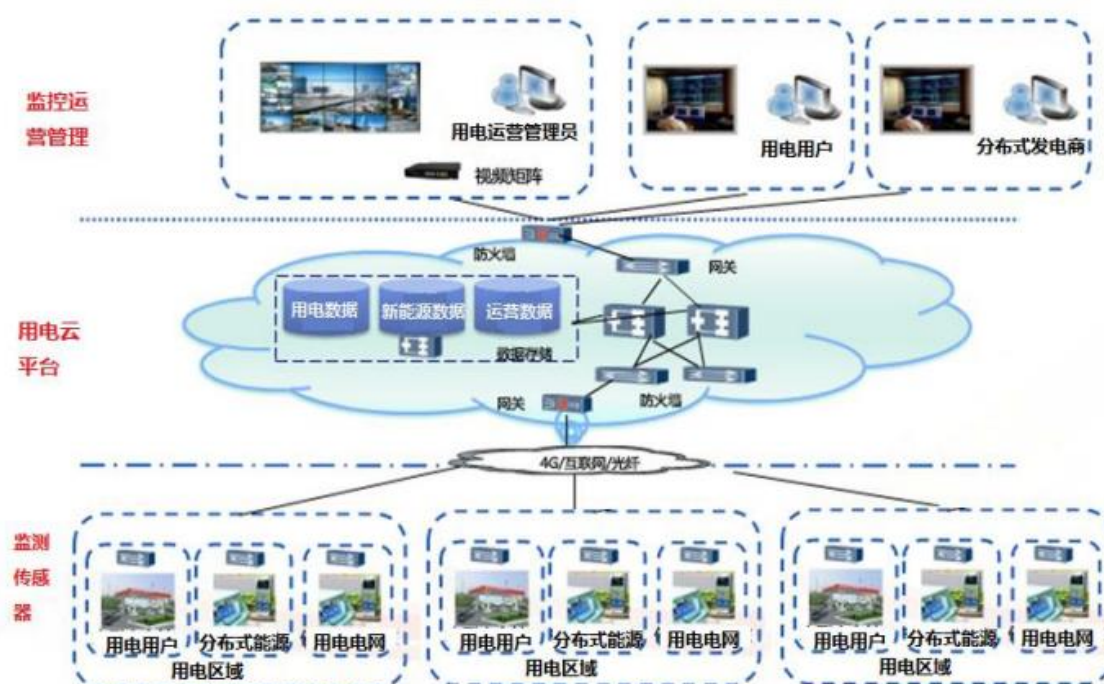 监控运
营管理
用电运营管理员
视频矩阵
用电用户
分布式发电商
防火墙
网关
用电数据
新能源数据
运营数据
数据存储
用电云
平台
网关
防火墙
4G/互联网/光纤
监测
传感
器
用电用户
分布式能源
用电电网
用电区域
用电用户
分布式能源
用电电网
用电区域
用电用户
分布式能源
用电电网
用电区域